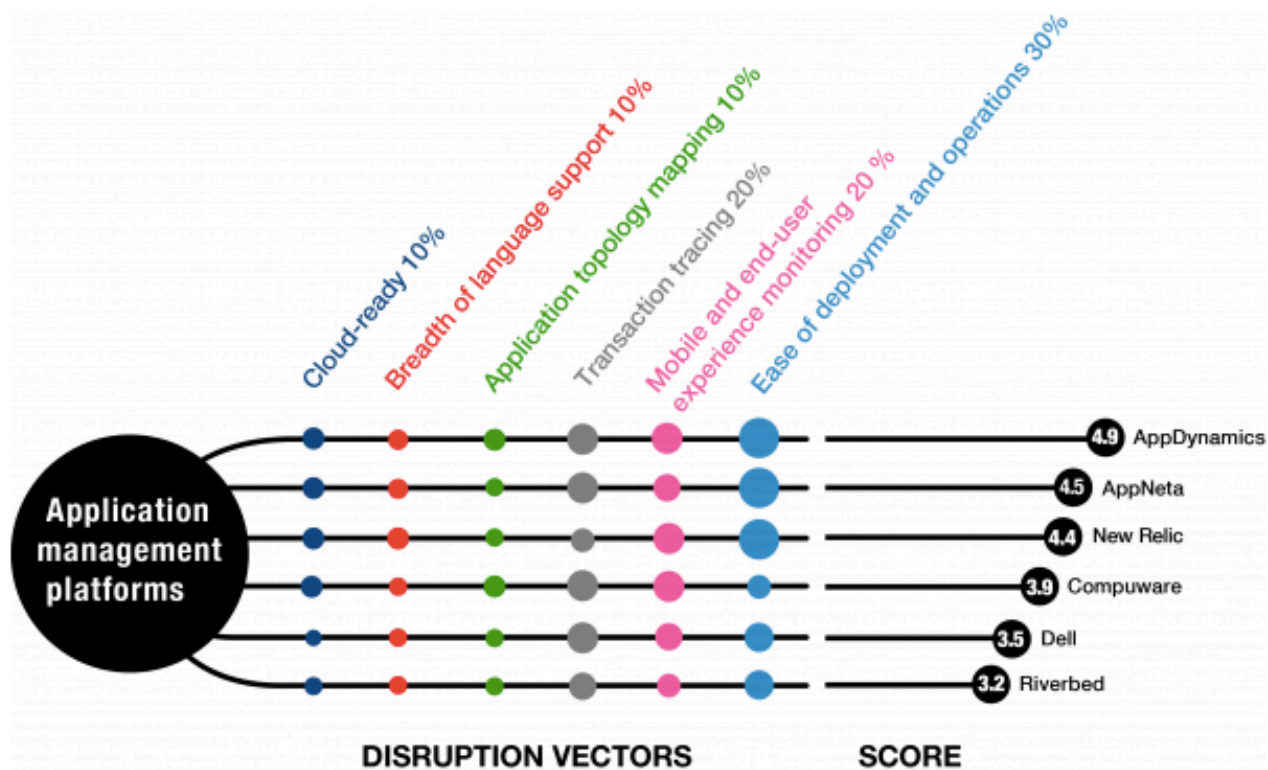 Cloud-ready 10%
Breadth of language support 10%
Application topology mapping 10%
Transaction tracing 20%
Mobile and end-user
experience monitoring 20 %
Ease of deployment and operations 30%
Application
management
platforms
4.9 AppDynamics
4.5 AppNeta
4.4 New Relic
3.9 Compuware
3.5 Dell
3.2 Riverbed
DISRUPTION VECTORS
SCORE